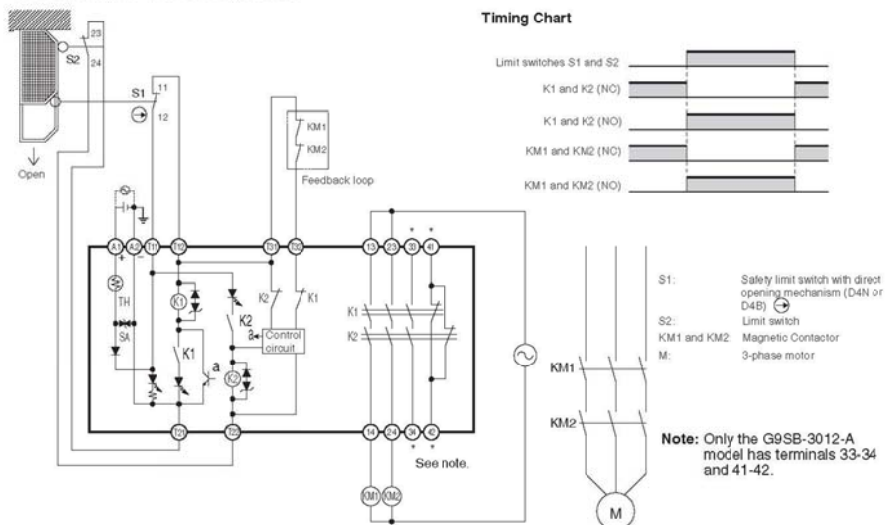 Timing Chart
Limit switches S1 and S2
K1 and K2 (NC)
K1 and K2 (NO)
KM1 and KM2 (NC)
KM1 and KM2 (NO)
23
S2
24
S1
11
12
Open
KM1
KM2
Feedback loop
A1
A2
T11
T12
T31
T32
13
23
33
41
*
*
+
−
TH
SA
K1
K1
K2
a
K2
K2
K1
a
Control
circuit
K1
K2
T21
T22
14
24
34
42
*
*
See note.
KM1
KM2
KM1
KM2
M
S1: Safety limit switch with direct
opening mechanism (D4N or
D4B)
S2: Limit switch
KM1 and KM2: Magnetic Contactor
M: 3-phase motor
Note: Only the G9SB-3012-A
model has terminals 33-34
and 41-42.